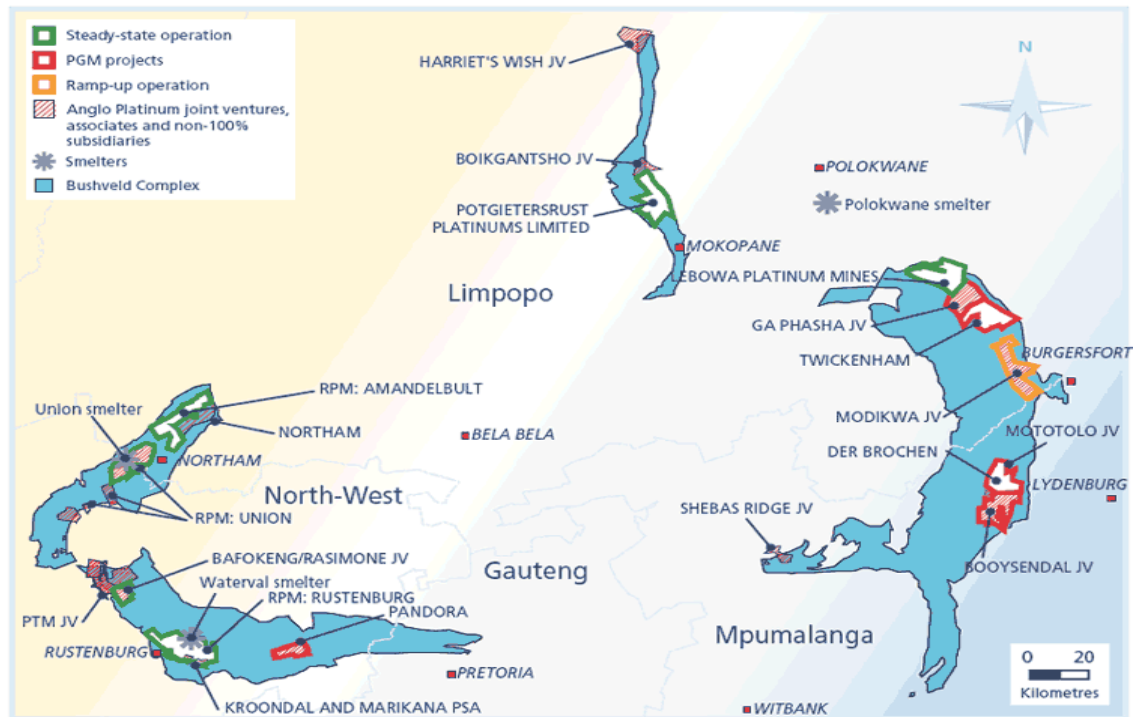 Steady-state operation
PGM projects
Ramp-up operation
Anglo Platinum joint ventures,
associates and non-100%
subsidiaries
Smelters
Bushveld Complex
N
HARRIET'S WISH JV
BOIKGANTSHO JV
POLOKWANE
Polokwane smelter
POTGIETERSRUST
PLATINUMS LIMITED
MOKOPANE
LEBOWA PLATINUM MINES
Limpopo
GA PHASHA JV
TWICKENHAM
BURGERSFORT
RPM: AMANDELBULT
Union smelter
MODIKWA JV
NORTHAM
BELA BELA
MOTOTOLO JV
DER BROCHEN
NORTHAM
LYDENBURG
North-West
SHEBAS RIDGE JV
RPM: UNION
BAFOKENG/RASIMONE JV
Gauteng
BOOYSENDAL JV
Waterval smelter
RPM: RUSTENBURG
PANDORA
PTM JV
Mpumalanga
RUSTENBURG
0 20
Kilometres
PRETORIA
KROONDAL AND MARIKANA PSA
WITBANK